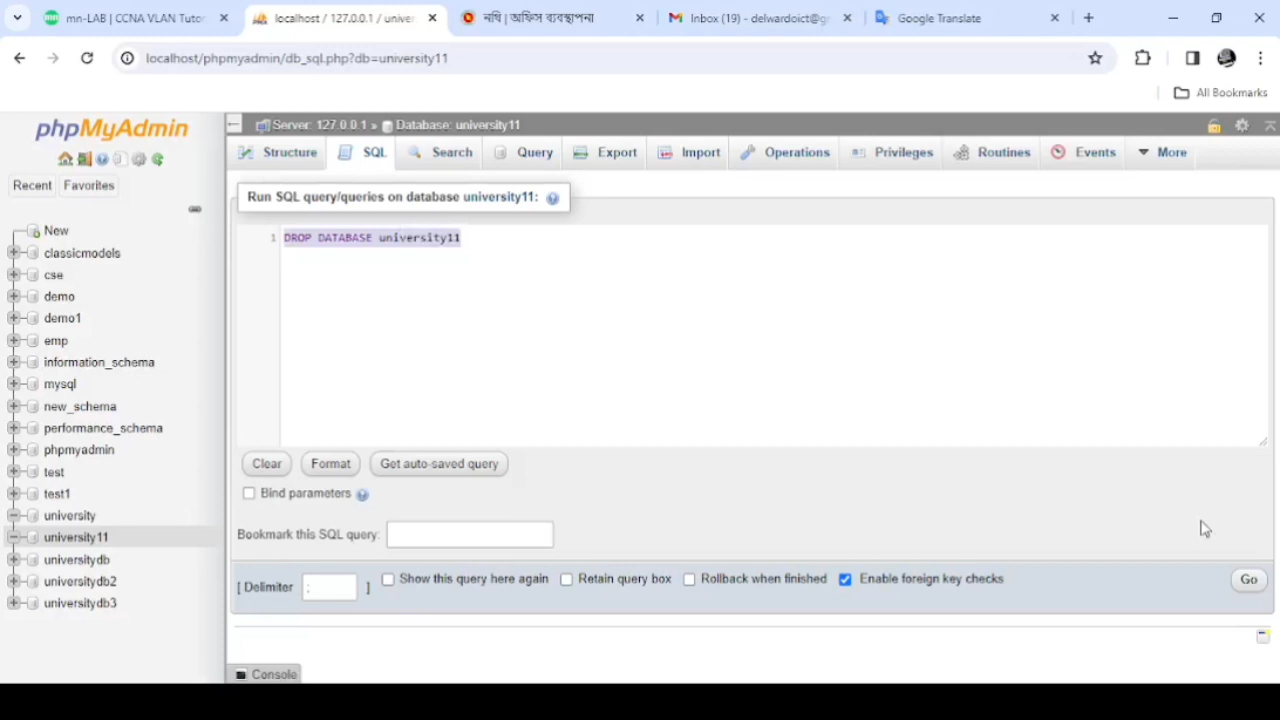 mn-LAB | CCNA VLAN Tutor
localhost / 127.0.0.1 / univer
নথি | অফিস ব্যবস্থাপনা
Inbox (19) - delwardoict@g
Google Translate
localhost/phpmyadmin/db_sql.php?db=university11
All Bookmarks
phpMyAdmin
Recent Favorites
New
classicmodels
cse
demo
demo1
emp
information_schema
mysql
new_schema
performance_schema
phpmyadmin
test
test1
university
university11
universitydb
universitydb2
universitydb3
Server: 127.0.0.1 » Database: university11
Structure SQL Search Query Export Import Operations Privileges Routines Events More
Run SQL query/queries on database university11:
1 DROP DATABASE university11
Clear Format Get auto-saved query
Bind parameters
Bookmark this SQL query:
[ Delimiter ; ] Show this query here again Retain query box Rollback when finished Enable foreign key checks Go
Console